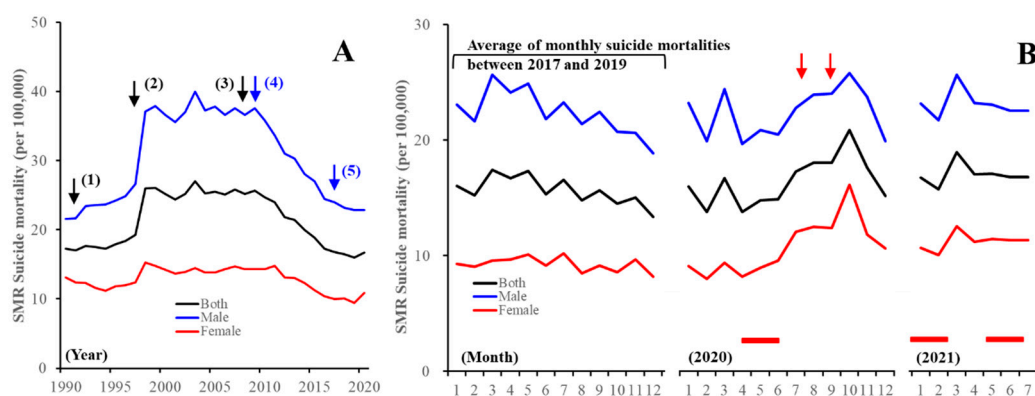 SMR Suicide mortality (per 1000,000)
50
40
30
20
10
0
A
(1)
(2)
(3)
(4)
(5)
Both
Male
Female
(Year)
1990 1995 2000 2005 2010 2015 2020
SMR Suicide mortality (per 100,000)
30
20
10
0
Average of monthly suicide mortalities
between 2017 and 2019
B
Both
Male
Female
(Month) (2020) (2021)
1 2 3 4 5 6 7 8 9 10 11 12 1 2 3 4 5 6 7 8 9 10 11 12 1 2 3 4 5 6 7